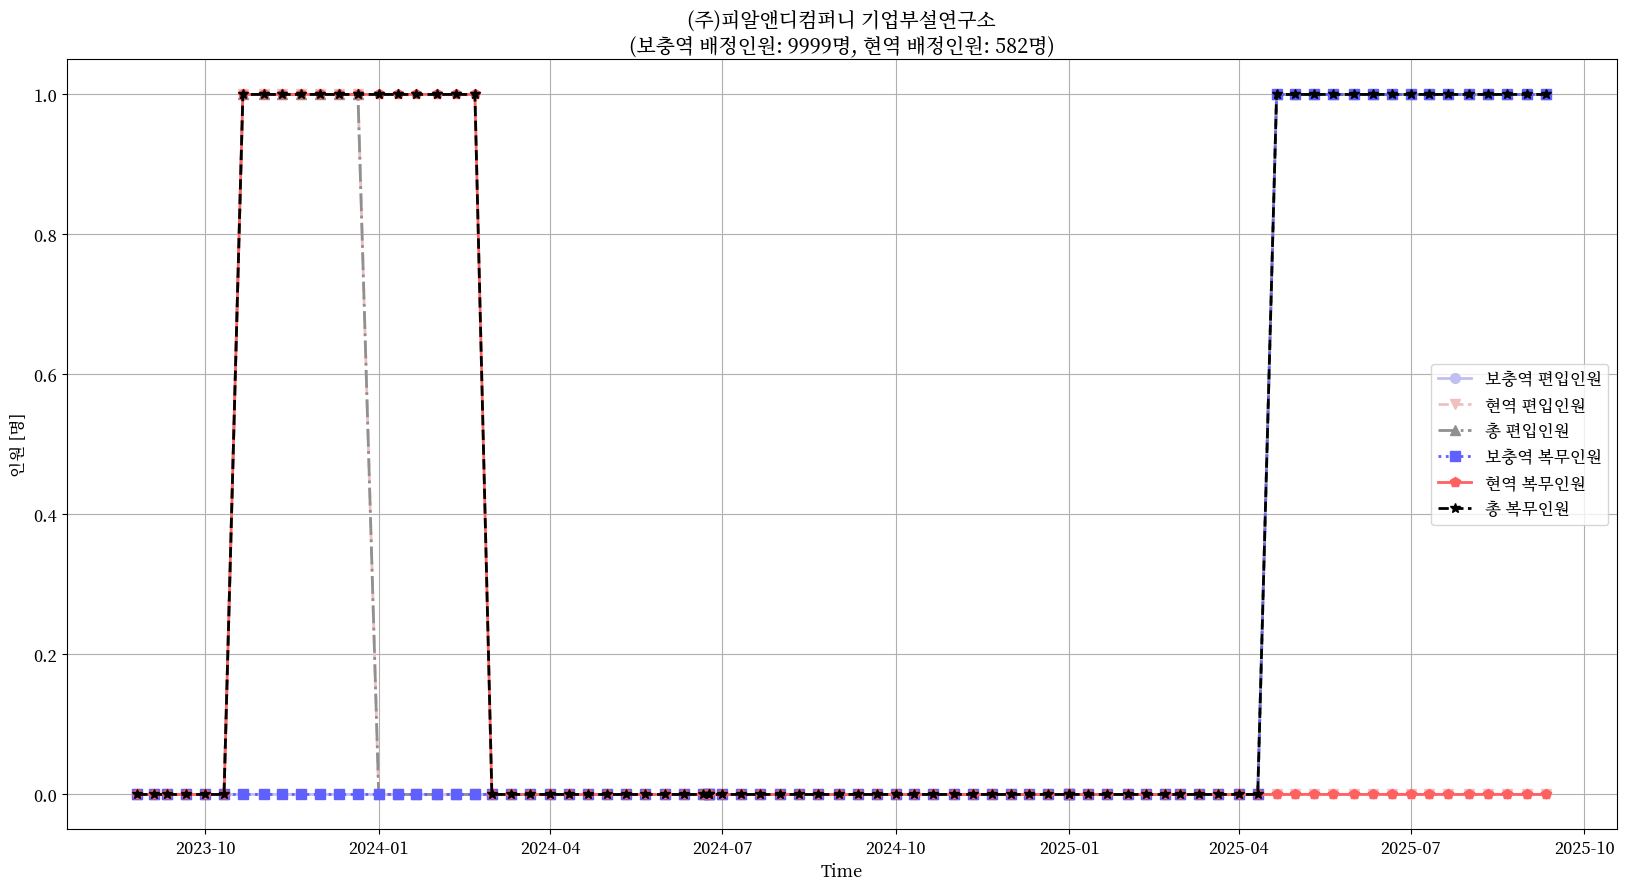 (주)피알앤디컴퍼니 기업부설연구소
(보충역 배정인원: 9999명, 현역 배정인원: 582명)
1.0
0.8
0.6
0.4
0.2
0.0
인원 [명]
보충역 편입인원
현역 편입인원
총 편입인원
보충역 복무인원
현역 복무인원
총 복무인원
2023-10
2024-01
2024-04
2024-07
2024-10
2025-01
2025-04
2025-07
2025-10
Time